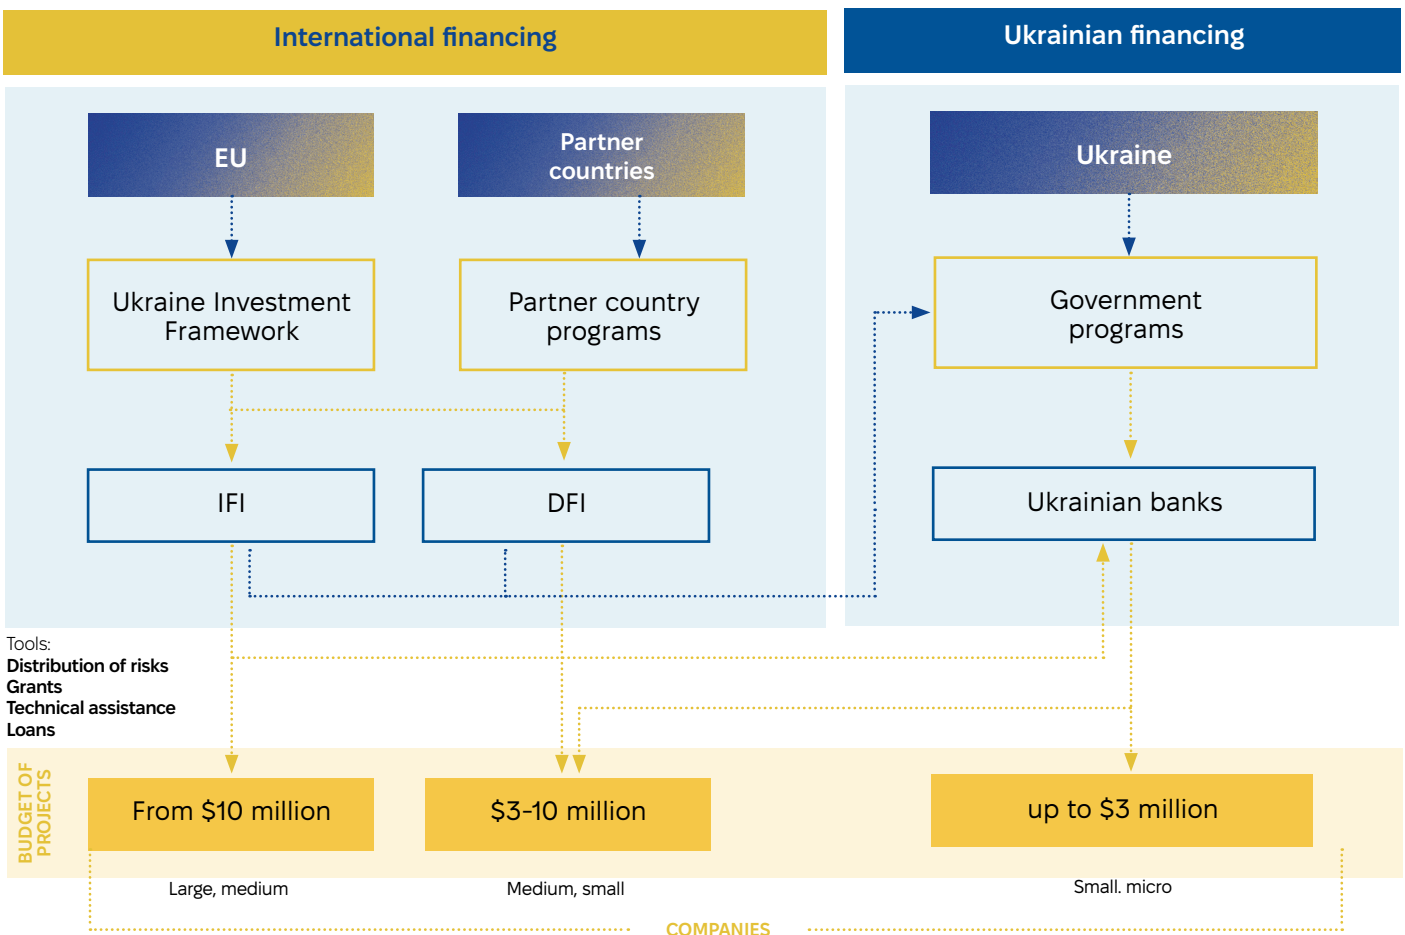 International financing
Ukrainian financing
EU
Partner
countries
Ukraine
Ukraine Investment
Framework
Partner country
programs
Government
programs
IFI
DFI
Ukrainian banks
Tools:
Distribution of risks
Grants
Technical assistance
Loans
BUDGET OF
PROJECTS
From $10 million
$3-10 million
up to $3 million
Large, medium
Medium, small
Small. micro
COMPANIES